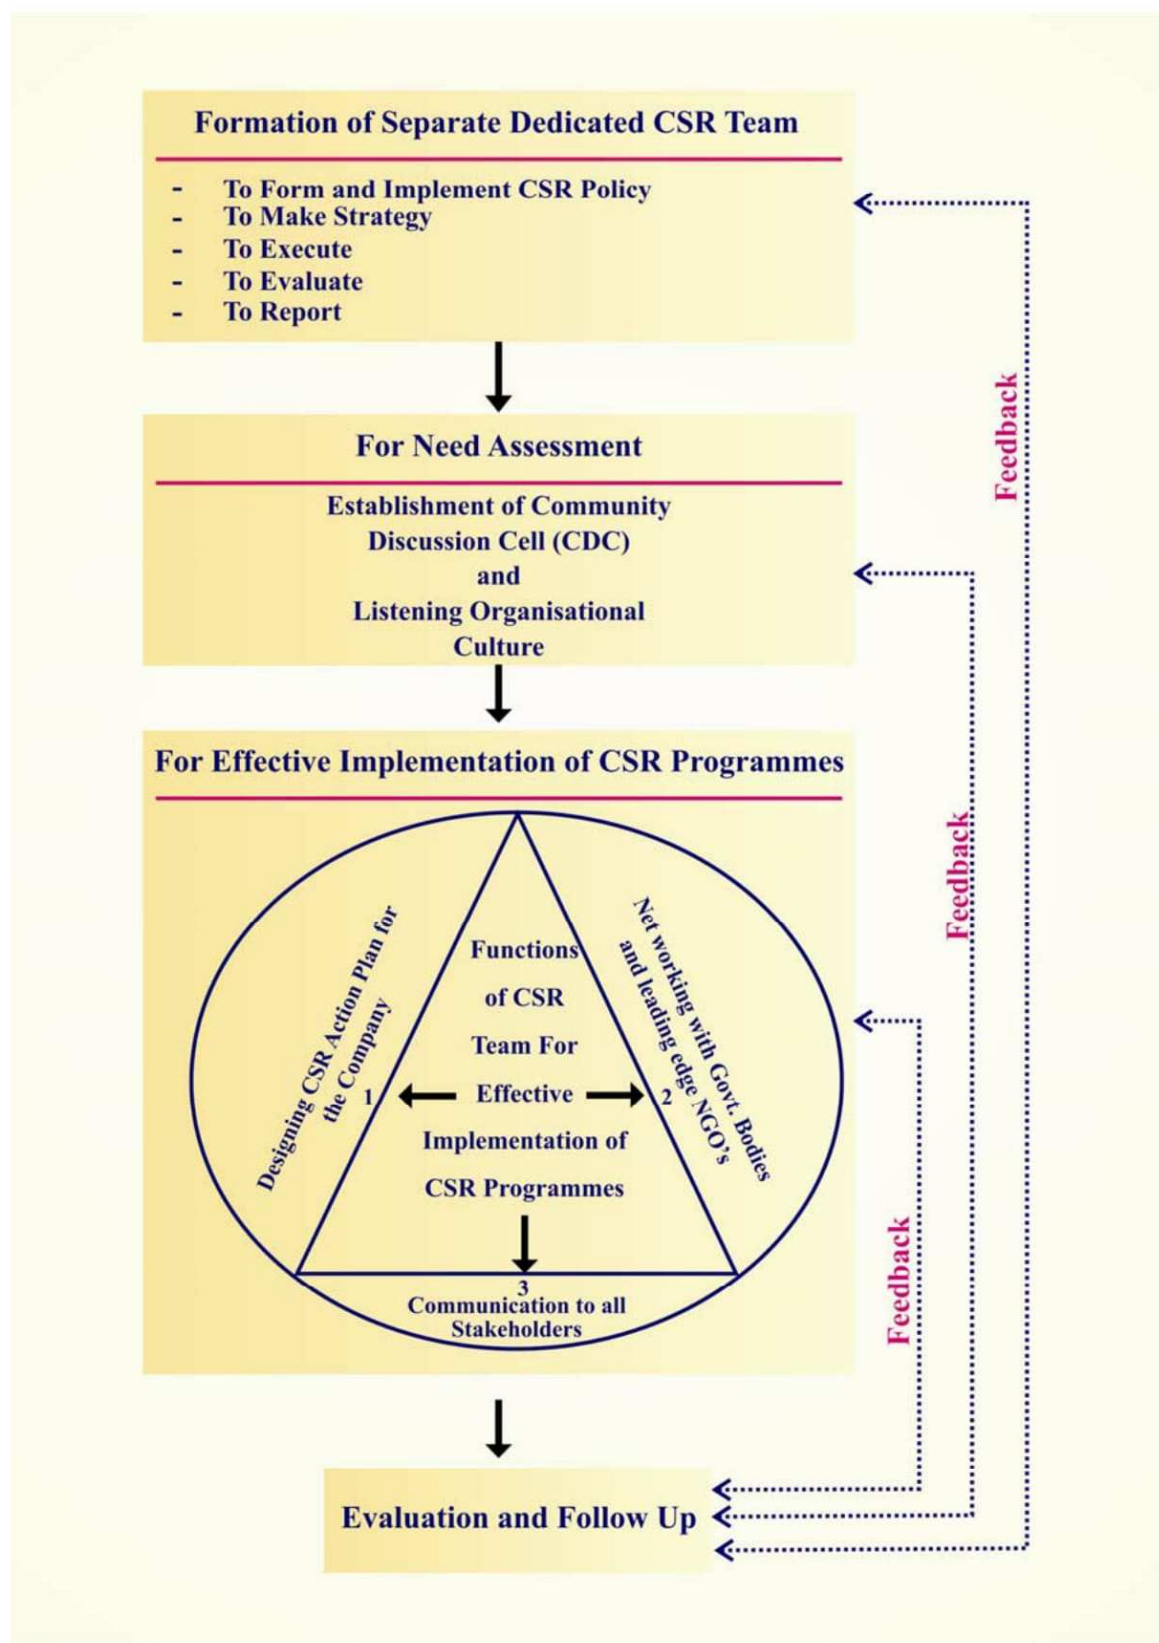 Formation of Separate Dedicated CSR Team
- To Form and Implement CSR Policy
- To Make Strategy
- To Execute
- To Evaluate
- To Report
Feedback
For Need Assessment
Establishment of Community
Discussion Cell (CDC)
and
Listening Organisational
Culture
Feedback
For Effective Implementation of CSR Programmes
Designing CSR Action Plan for
the Company
1
Functions
of CSR
Team For
Effective
Implementation of
CSR Programmes
Net working with Govt. Bodies
and leading edge NGO's
2
3
Communication to all
Stakeholders
Feedback
Evaluation and Follow Up